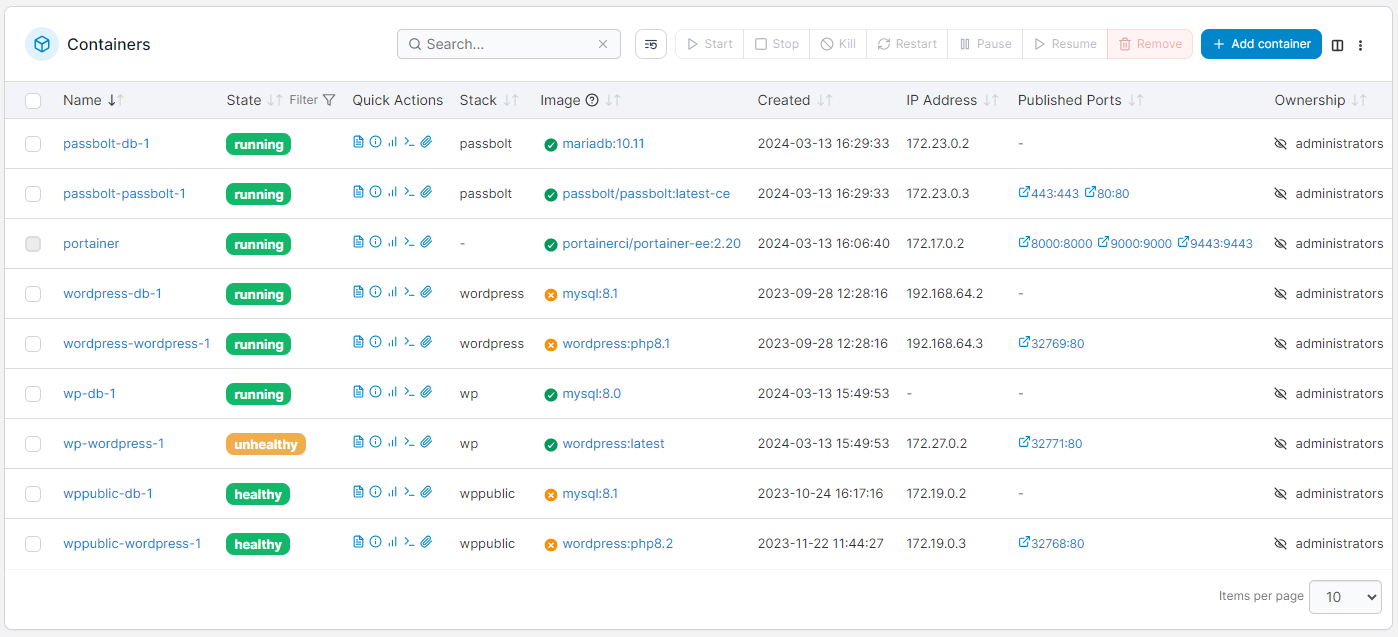 Containers Search... Start Stop Kill Restart Pause Resume Remove Add container
Name State Filter Quick Actions Stack Image Created IP Address Published Ports Ownership
passbolt-db-1 running passbolt mariadb:10.11 2024-03-13 16:29:33 172.23.0.2 - administrators
passbolt-passbolt-1 running passbolt passbolt/passbolt:latest-ce 2024-03-13 16:29:33 172.23.0.3 443:443 80:80 administrators
portainer running - portainerci/portainer-ee:2.20 2024-03-13 16:06:40 172.17.0.2 8000:8000 9000:9000 9443:9443 administrators
wordpress-db-1 running wordpress mysql:8.1 2023-09-28 12:28:16 192.168.64.2 - administrators
wordpress-wordpress-1 running wordpress wordpress:php8.1 2023-09-28 12:28:16 192.168.64.3 32769:80 administrators
wp-db-1 running wp mysql:8.0 2024-03-13 15:49:53 - - administrators
wp-wordpress-1 unhealthy wp wordpress:latest 2024-03-13 15:49:53 172.27.0.2 32771:80 administrators
wppublic-db-1 healthy wppublic mysql:8.1 2023-10-24 16:17:16 172.19.0.2 - administrators
wppublic-wordpress-1 healthy wppublic wordpress:php8.2 2023-11-22 11:44:27 172.19.0.3 32768:80 administrators
Items per page 10